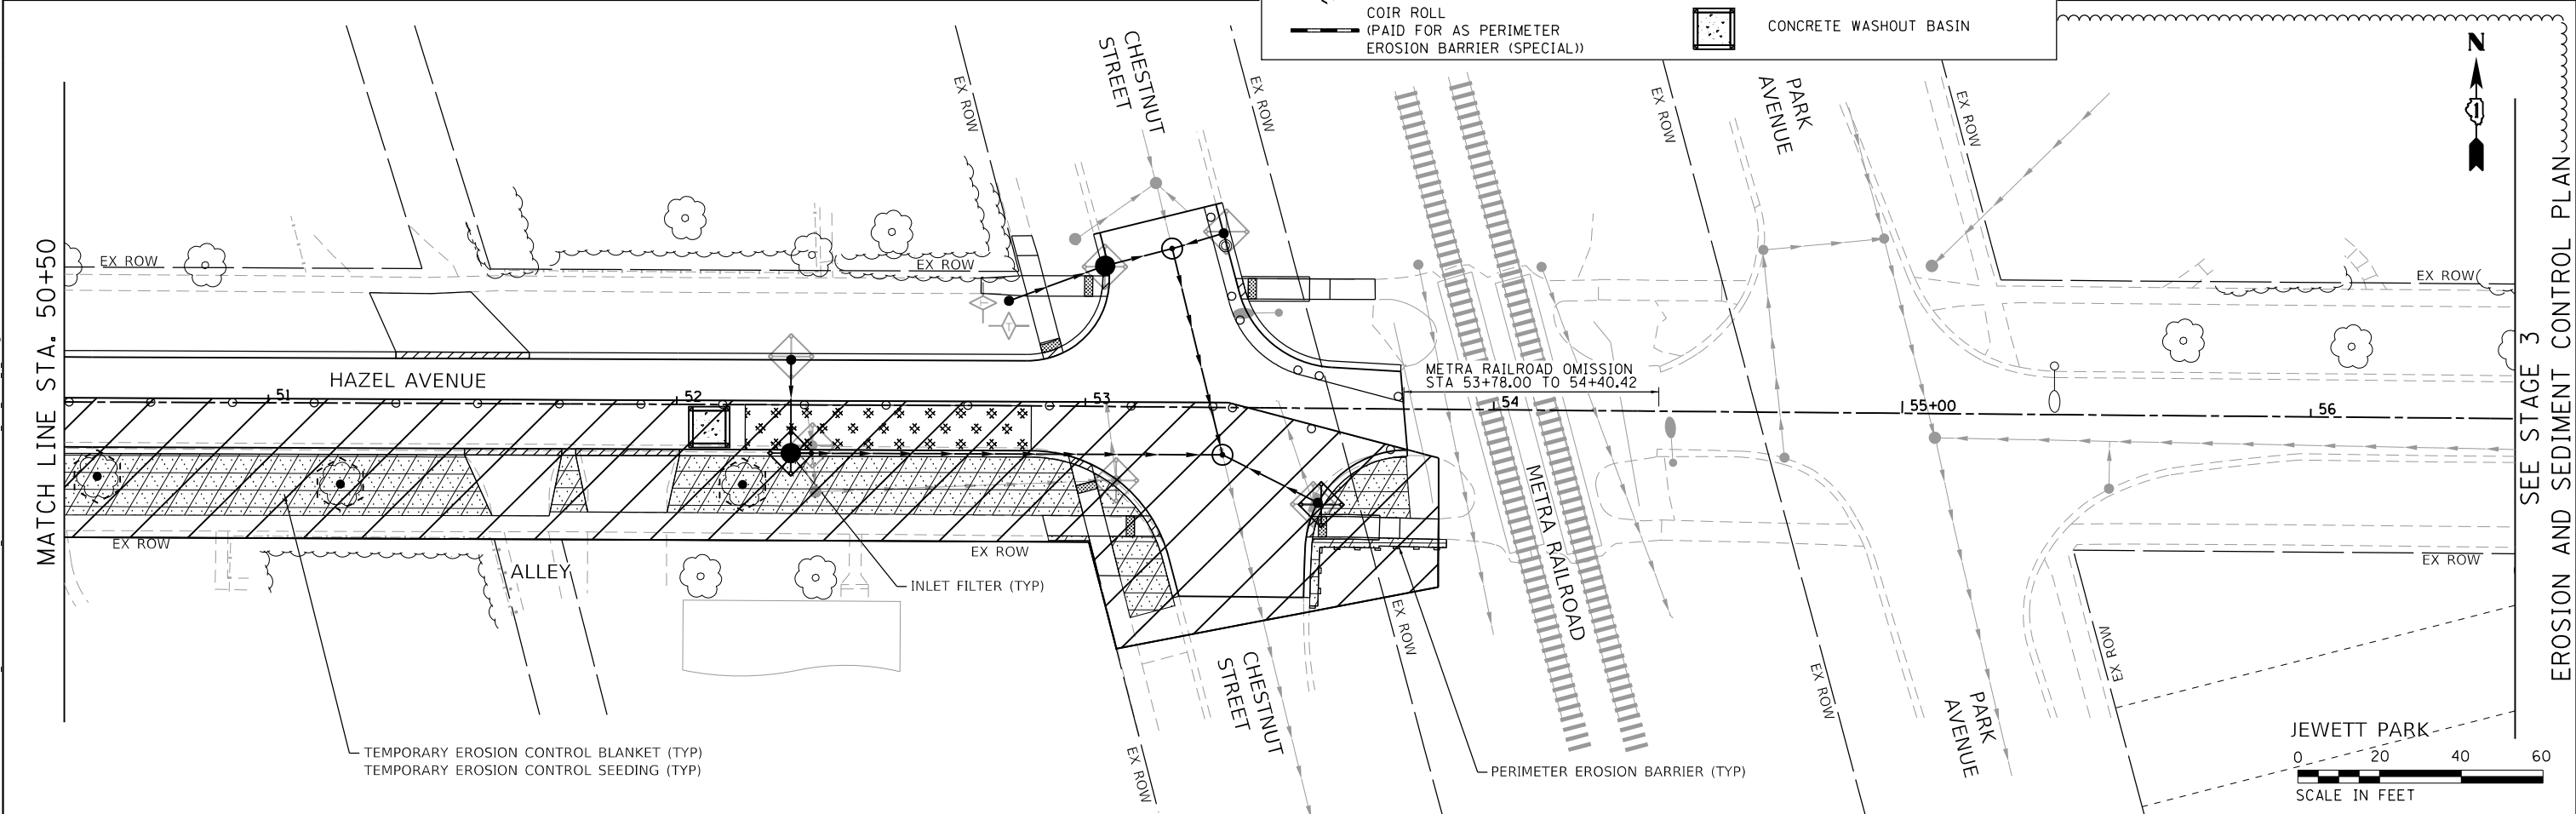 COIR ROLL
(PAID FOR AS PERIMETER
EROSION BARRIER (SPECIAL))
CONCRETE WASHOUT BASIN
N
CHESTNUT
STREET
PARK
AVENUE
EX ROW
EX ROW
EX ROW
EX ROW
EX ROW
EX ROW
EX ROW
MATCH LINE STA. 50+50
HAZEL AVENUE
METRA RAILROAD OMISSION
STA 53+78.00 TO 54+40.42
51
52
53
54
55+00
56
SEE STAGE 3
EROSION AND SEDIMENT CONTROL PLAN
METRA RAILROAD
EX ROW
EX ROW
EX ROW
ALLEY
INLET FILTER (TYP)
EX ROW
EX ROW
EX ROW
EX ROW
CHESTNUT
STREET
PARK
AVENUE
TEMPORARY EROSION CONTROL BLANKET (TYP)
TEMPORARY EROSION CONTROL SEEDING (TYP)
PERIMETER EROSION BARRIER (TYP)
JEWETT PARK
0 20 40 60
SCALE IN FEET